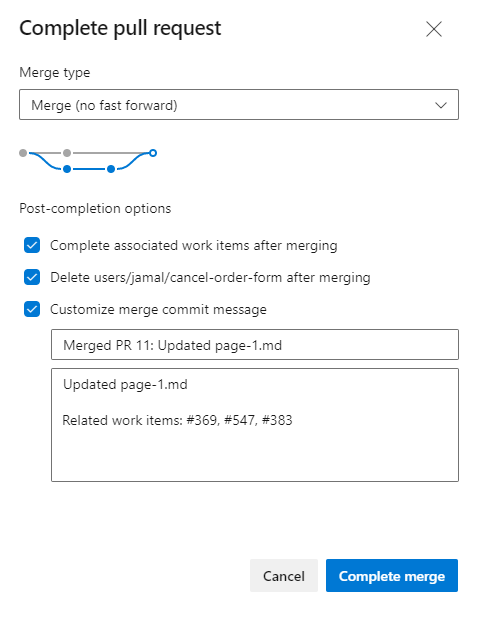 Complete pull request
Merge type
Merge (no fast forward)
Post-completion options
Complete associated work items after merging
Delete users/jamal/cancel-order-form after merging
Customize merge commit message
Merged PR 11: Updated page-1.md
Updated page-1.md
Related work items: #369, #547, #383
Cancel
Complete merge